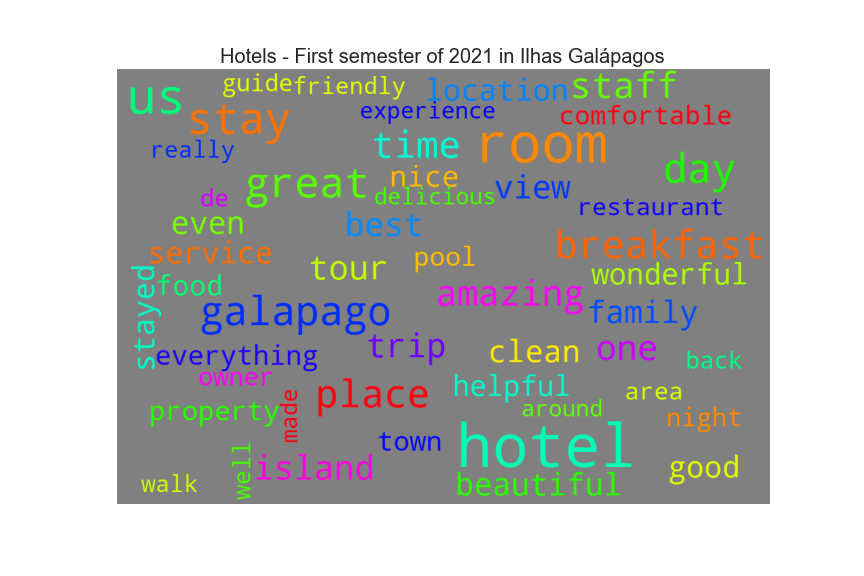 Hotels - First semester of 2021 in Ilhas Galápagos
us
guide
friendly
location
staff
stay
experience
comfortable
really
time
room
great
nice
view
day
de
delicious
restaurant
even
best
service
tour
pool
breakfast
stayed
food
wonderful
galapago
amazing
family
everything
trip
clean
one
back
owner
place
helpful
area
property
made
around
night
town
hotel
well
island
good
walk
beautiful